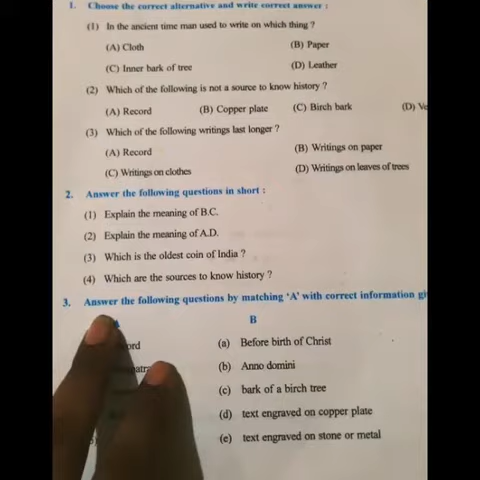 1. Choose the correct alternative and write correct answer :
(1) In the ancient time man used to write on which thing ?
(A) Cloth (B) Paper
(C) Inner bark of tree (D) Leather
(2) Which of the following is not a source to know history ?
(A) Record (B) Copper plate (C) Birch bark (D)
(3) Which of the following writings last longer ?
(A) Record (B) Writings on paper
(C) Writings on clothes (D) Writings on leaves of trees
2. Answer the following questions in short :
(1) Explain the meaning of B.C.
(2) Explain the meaning of A.D.
(3) Which is the oldest coin of India ?
(4) Which are the sources to know history ?
3. Answer the following questions by matching ‘A’ with correct information
B
(a) Before birth of Christ
(b) Anno domini
(c) bark of a birch tree
(d) text engraved on copper plate
(e) text engraved on stone or metal